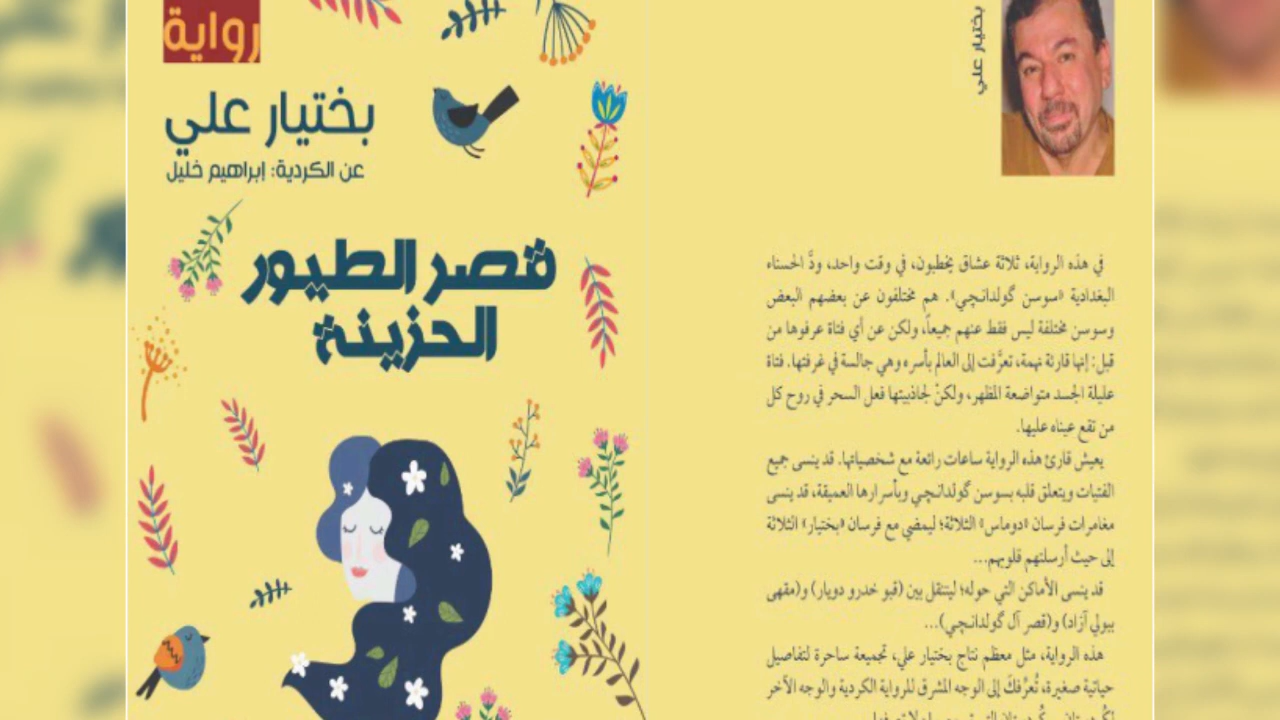 رواية
بختيار علي
عن الكردية: إبراهيم خليل
قصر الطيور
الحزينة
بختيار علي
في هذه الرواية، ثلاثة عشاق يخطبون، في وقت واحد، ودَّ الحسناء
البغدادية «سوسن گولدانچي». هم مختلفون عن بعضهم البعض
وسوسن مختلفة ليس فقط عنهم جميعاً، ولكن عن أي فتاة عرفوها من
قبل: إنها قارئة نهمة، تعرَّفت إلى العالم بأسره وهي جالسة في غرفتها. فتاة
عليلة الجسد متواضعة المظهر، ولكنْ لجاذبيتها فعل السحر في روح كل
من تقع عيناه عليها.
يعيش قارئ هذه الرواية ساعات رائعة مع شخصياتها. قد ينسى جميع
الفتيات ويتعلق قلبه بسوسن گولدانچي وبأسرارها العميقة، قد ينسى
مغامرات فرسان «دوماس» الثلاثة؛ ليمضي مع فرسان «بختيار» الثلاثة
إلى حيث أرسلتهم قلوبهم...
قد ينسى الأماكن التي حوله؛ ليتنقل بين (قبو خدرو دويار) و(مقهى
بيولي آزاد) و(قصر آل گولدانچي)...
هذه الرواية، مثل معظم نتاج بختيار علي، تجميعة ساحرة لتفاصيل
حياتية صغيرة، تُعرِّفكَ إلى الوجه المشرق للرواية الكردية والوجه الآخر